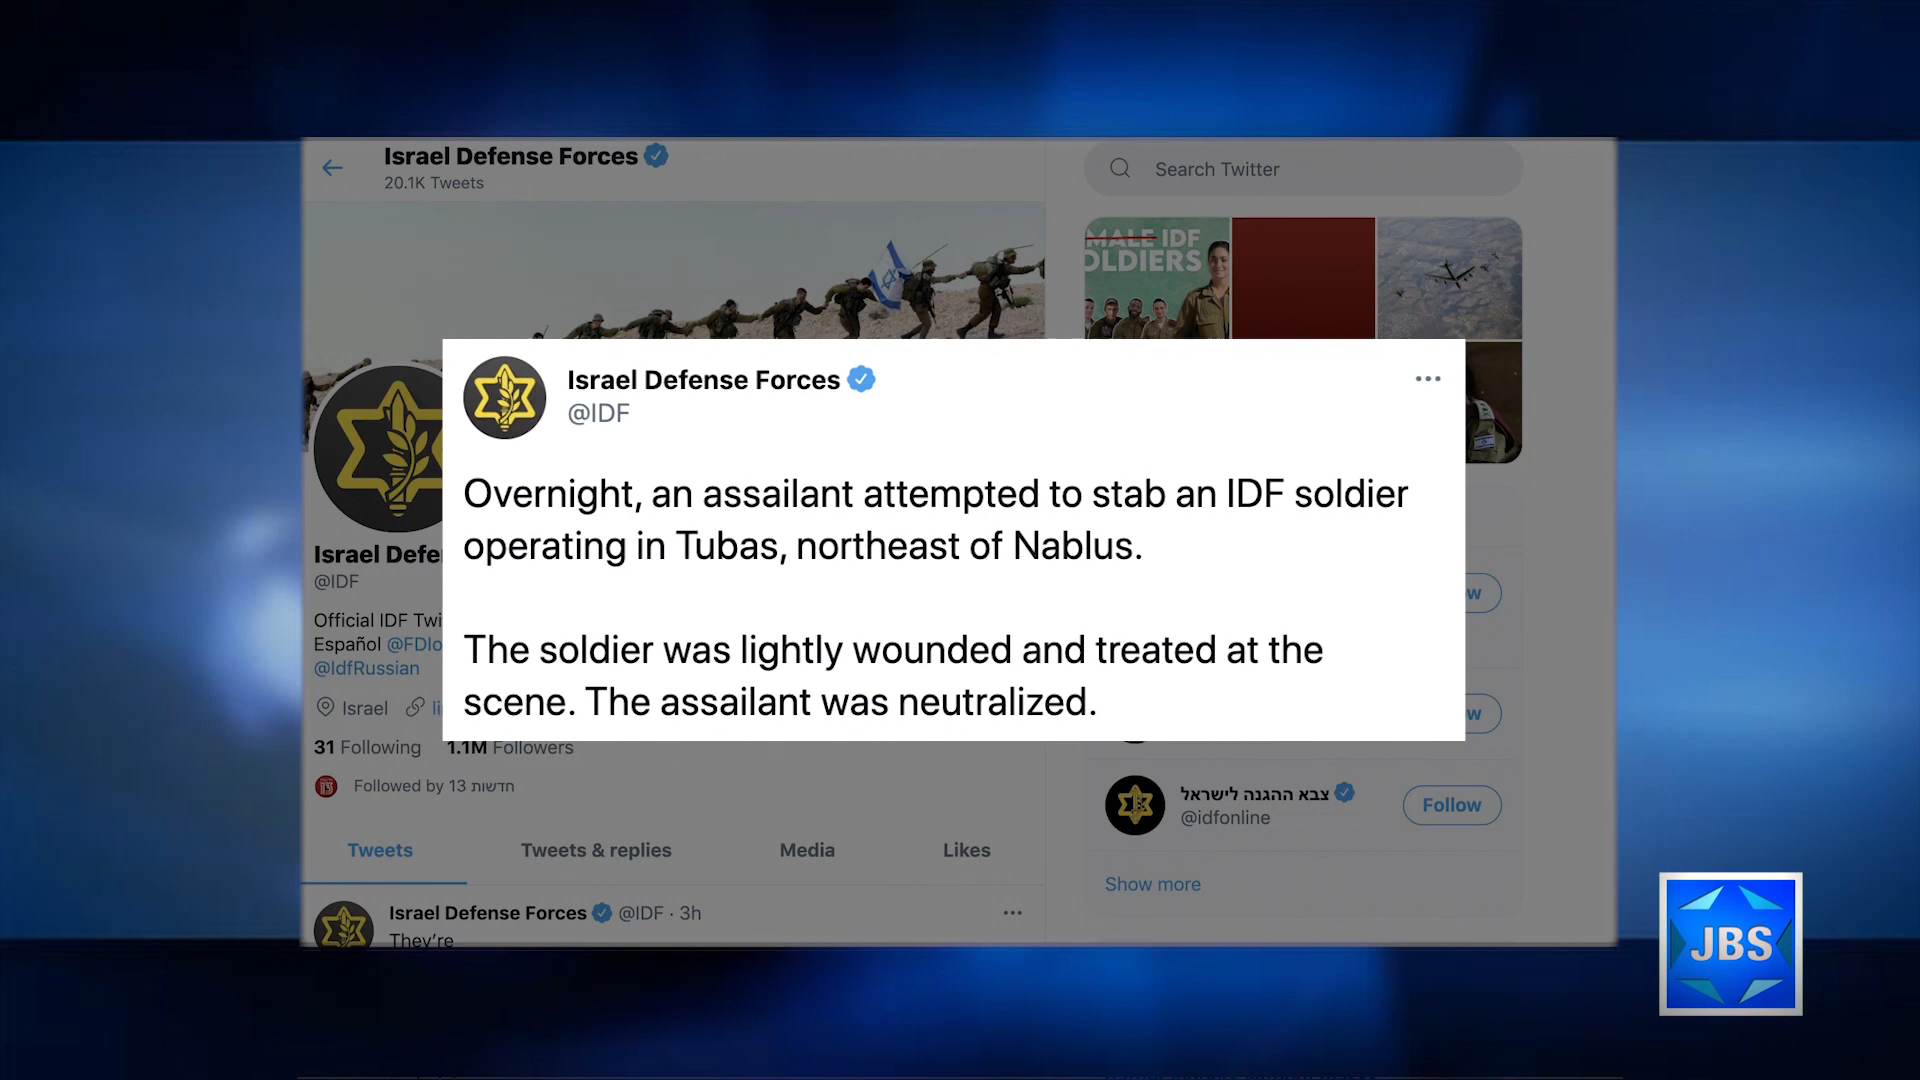 Israel Defense Forces
20.1K Tweets
Search Twitter
MALE IDF
OLDIERS
Israel Defense Forces
@IDF
Overnight, an assailant attempted to stab an IDF soldier
operating in Tubas, northeast of Nablus.
The soldier was lightly wounded and treated at the
scene. The assailant was neutralized.
Israel Defe
@IDF
Official IDF Twi
Español @FDIo
@IdfRussian
Israel li
31 Following 1.1M Followers
13
Followed by חדשות 13
Tweets Tweets & replies Media Likes
Israel Defense Forces @IDF · 3h
They're
w
w
צבא ההגנה לישראל
@idfonline
Follow
Show more
JBS